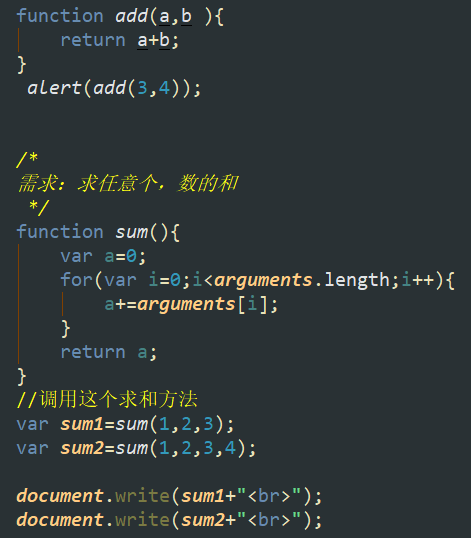 function add(a,b ){
    return a+b;
}
 alert(add(3,4));
/*
需求：求任意个，数的和
 */
function sum(){
    var a=0;
    for(var i=0;i<arguments.length;i++){
        a+=arguments[i];
    }
    return a;
}
//调用这个求和方法
var sum1=sum(1,2,3);
var sum2=sum(1,2,3,4);
document.write(sum1+"<br>");
document.write(sum2+"<br>");